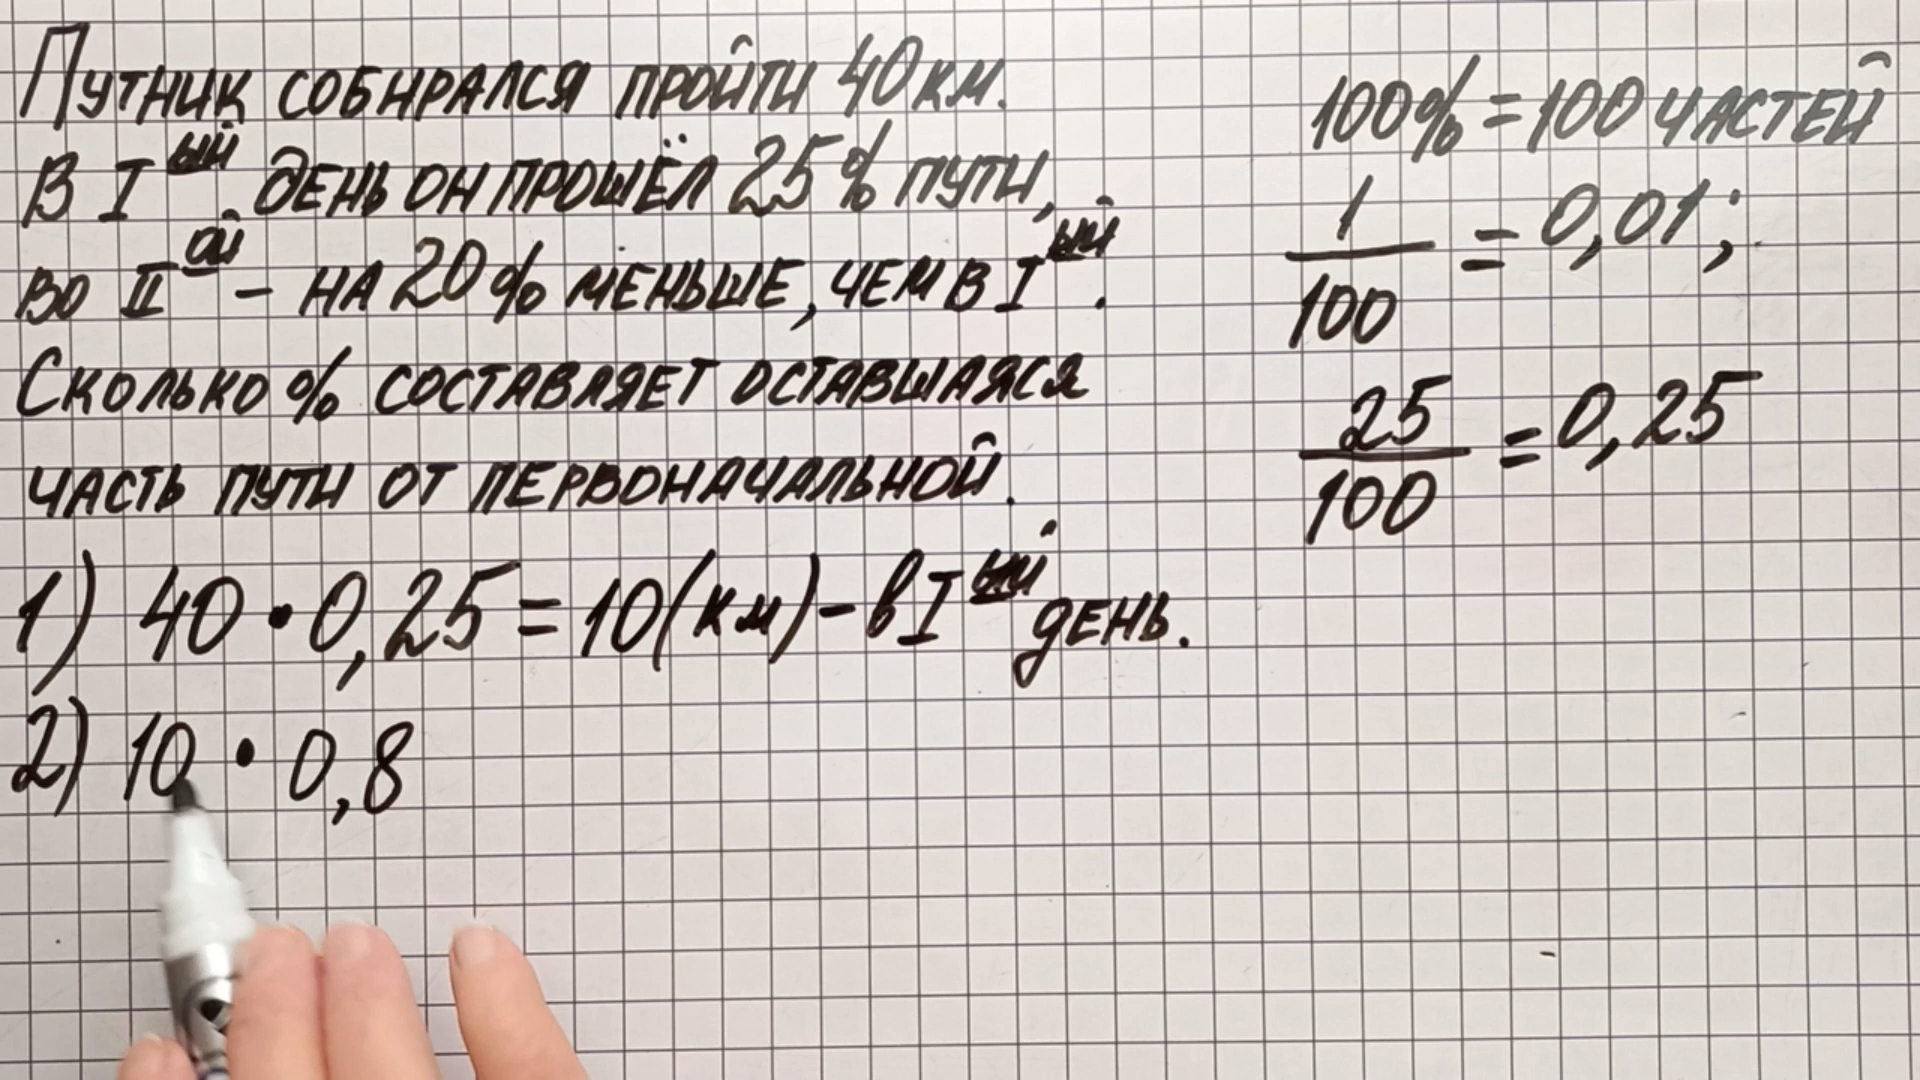 Путник собирался пройти 40 км.
В I ый день он прошёл 25% пути,
во II ой – на 20% меньше, чем в I ый.
Сколько % составляет оставшаяся
часть пути от первоначальной.
1) 40 · 0,25 = 10 (км) – в I ый день.
2) 10 · 0,8
100% = 100 частей
1/100 = 0,01;
25/100 = 0,25